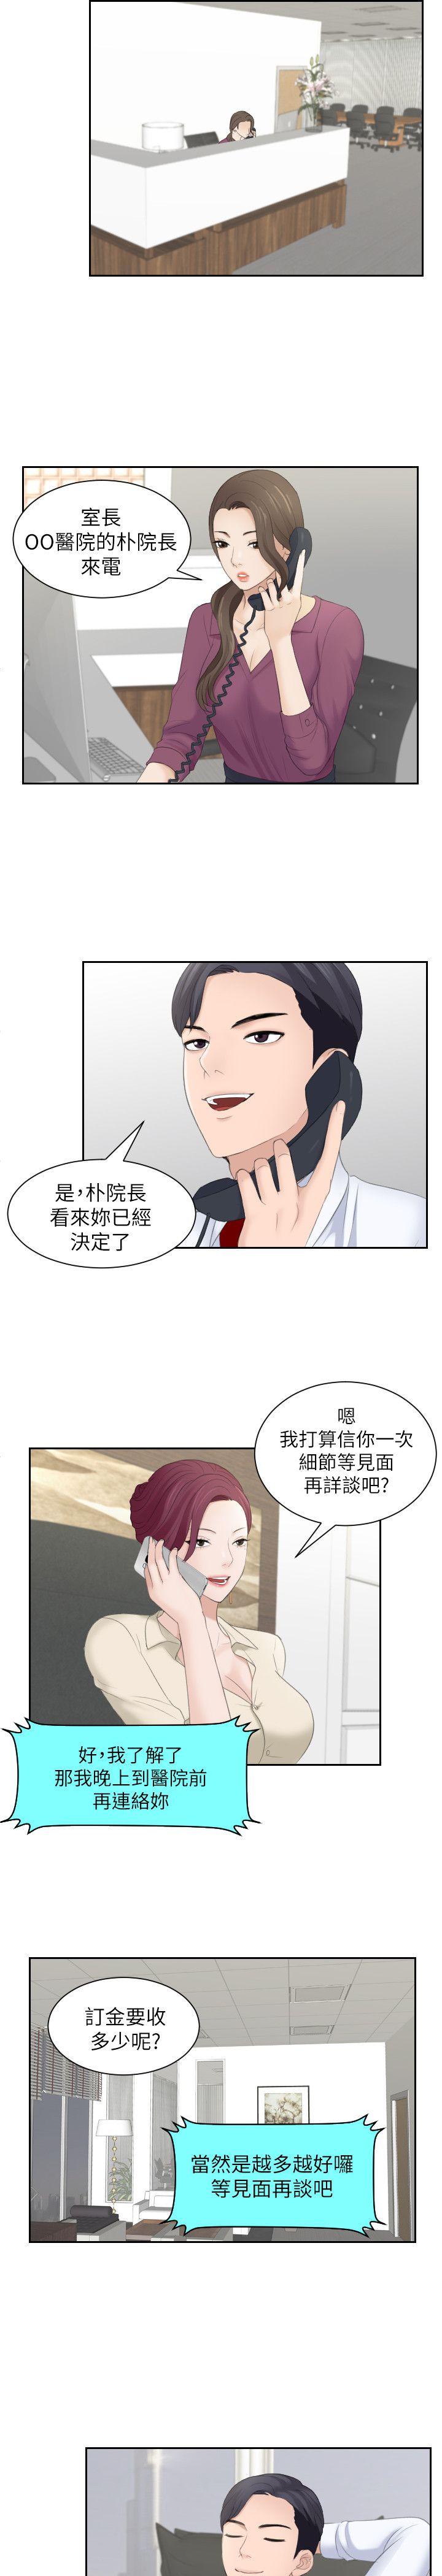 室長
OO醫院的朴院長
來電
是,朴院長
看來妳已經
決定了
嗯
我打算信你一次
細節等見面
再詳談吧?
好,我了解了
那我晚上到醫院前
再連絡妳
訂金要收
多少呢?
當然是越多越好囉
等見面再談吧